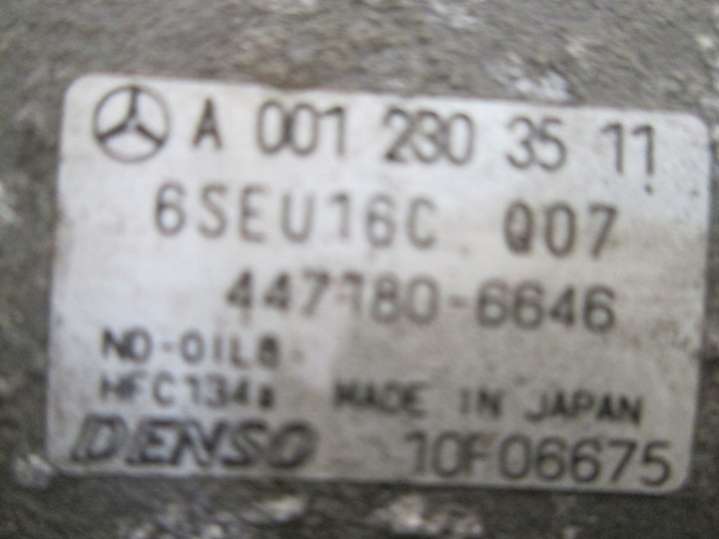 A 001 230 35 11
6SEU16C Q07
447180-6646
ND-OIL8
HFC134a MADE IN JAPAN
DENSO 10F06675